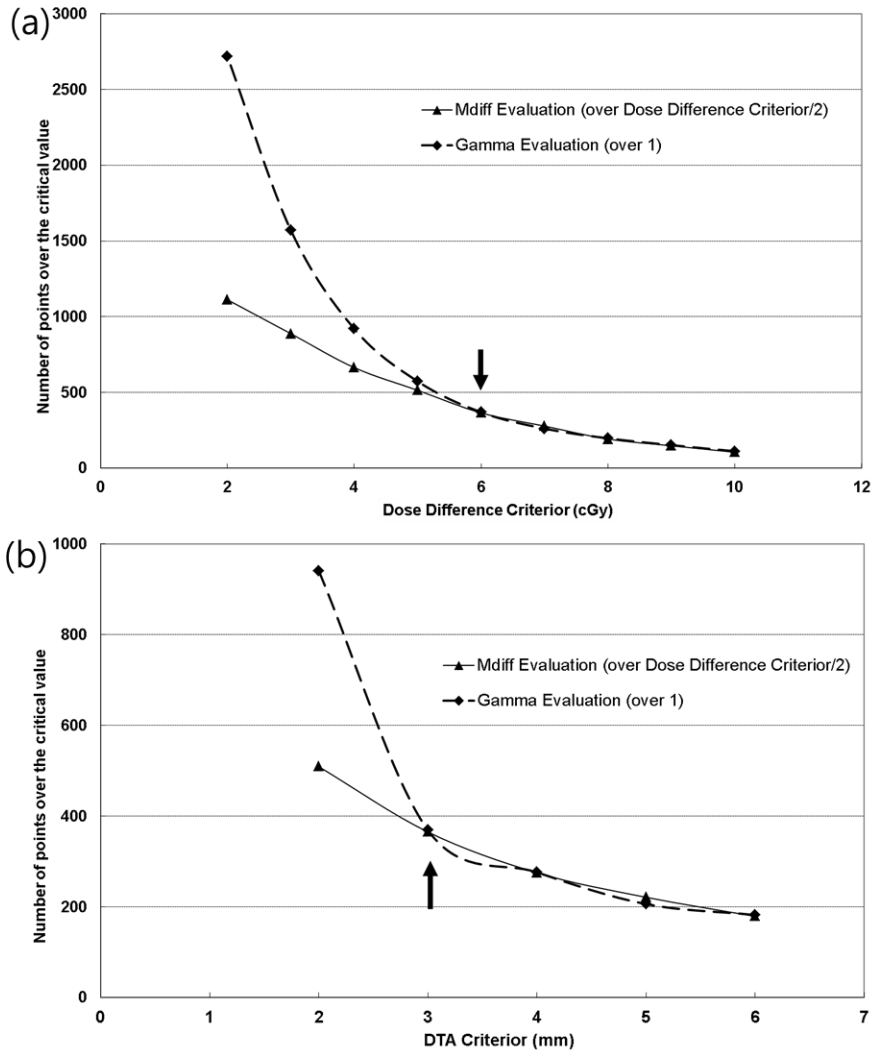 (a)
3000
2500
2000
1500
1000
500
0
Number of points over the critical value
Mdiff Evaluation (over Dose Difference Criterior/2)
Gamma Evaluation (over 1)
0 2 4 6 8 10 12
Dose Difference Criterior (cGy)
(b)
1000
800
600
400
200
0
Number of points over the critical value
Mdiff Evaluation (over Dose Difference Criterior/2)
Gamma Evaluation (over 1)
0 1 2 3 4 5 6 7
DTA Criterior (mm)